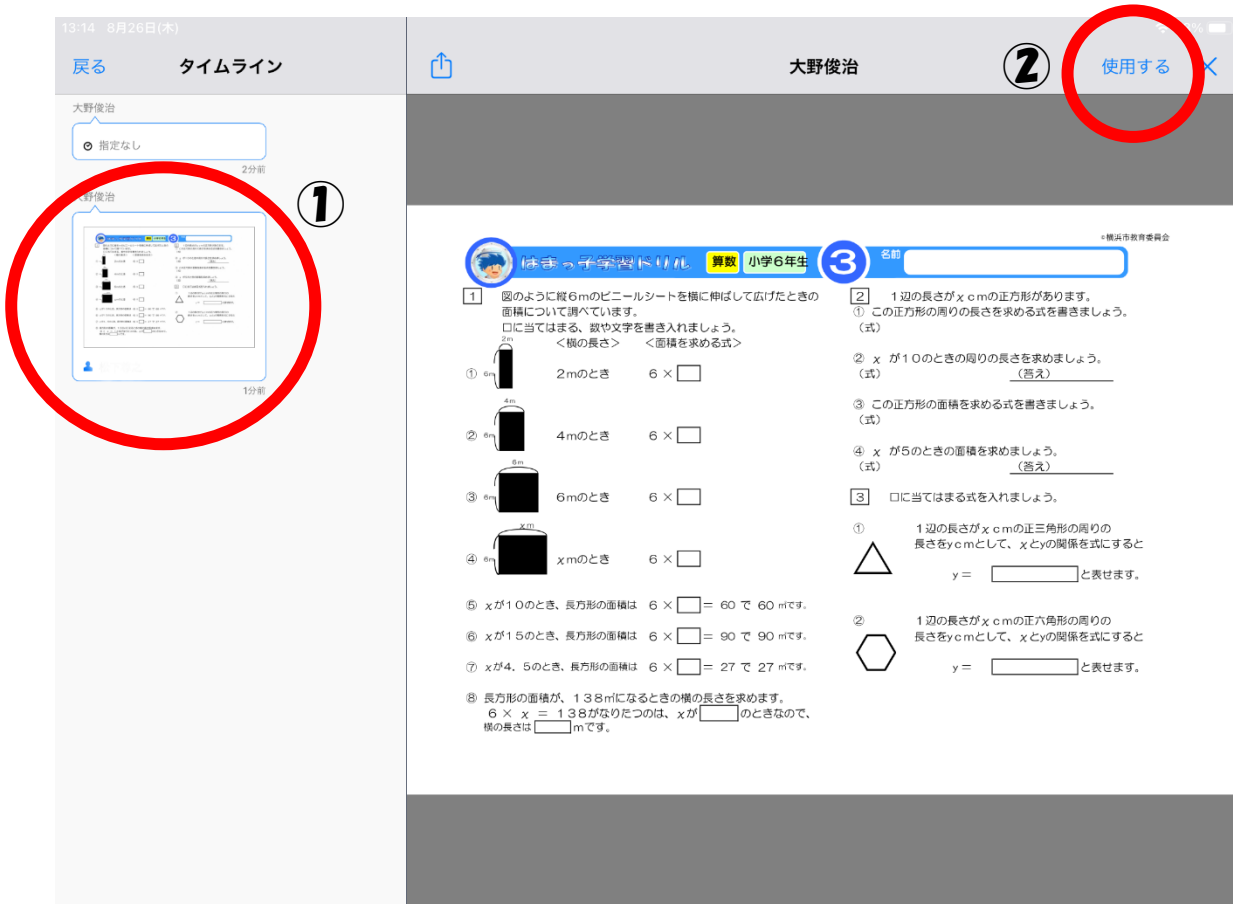 13:14 8月26日(木)
戻る
タイムライン
大野俊治
指定なし
2分前
①
大野俊治
1分前
大野俊治
②
使用する
©横浜市教育委員会
はまっ子学習ドリル 算数 小学6年生 3 名前
1 図のように縦6mのビニールシートを横に伸ばして広げたときの
面積について調べています。
□に当てはまる、数や文字を書き入れましょう。
<横の長さ> <面積を求める式>
① 2m 6m 2mのとき 6×□
② 4m 6m 4mのとき 6×□
③ 6m 6m 6mのとき 6×□
④ xm 6m xmのとき 6×□
⑤ xが10のとき、長方形の面積は 6×□= 60 で 60 ㎡です。
⑥ xが15のとき、長方形の面積は 6×□= 90 で 90 ㎡です。
⑦ xが4.5のとき、長方形の面積は 6×□= 27 で 27 ㎡です。
⑧ 長方形の面積が、138㎡になるときの横の長さを求めます。
6 × x = 138がなりたつのは、xが□のときなので、
横の長さは□mです。
2 1辺の長さがxcmの正方形があります。
① この正方形の周りの長さを求める式を書きましょう。
(式)
② x が10のときの周りの長さを求めましょう。
(式) (答え)
③ この正方形の面積を求める式を書きましょう。
(式)
④ x が5のときの面積を求めましょう。
(式) (答え)
3 □に当てはまる式を入れましょう。
① 1辺の長さがxcmの正三角形の周りの
長さをycmとして、xとyの関係を式にすると
y = □と表せます。
② 1辺の長さがxcmの正六角形の周りの
長さをycmとして、xとyの関係を式にすると
y = □と表せます。